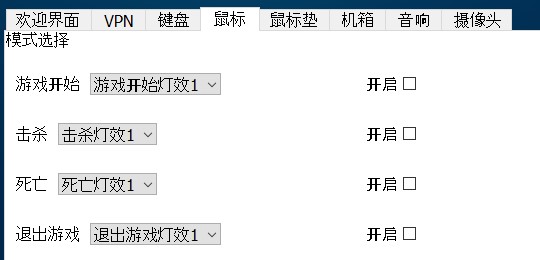 欢迎界面 VPN 键盘 鼠标 鼠标垫 机箱 音响 摄像头
模式选择
游戏开始 游戏开始灯效1 开启
击杀 击杀灯效1 开启
死亡 死亡灯效1 开启
退出游戏 退出游戏灯效1 开启